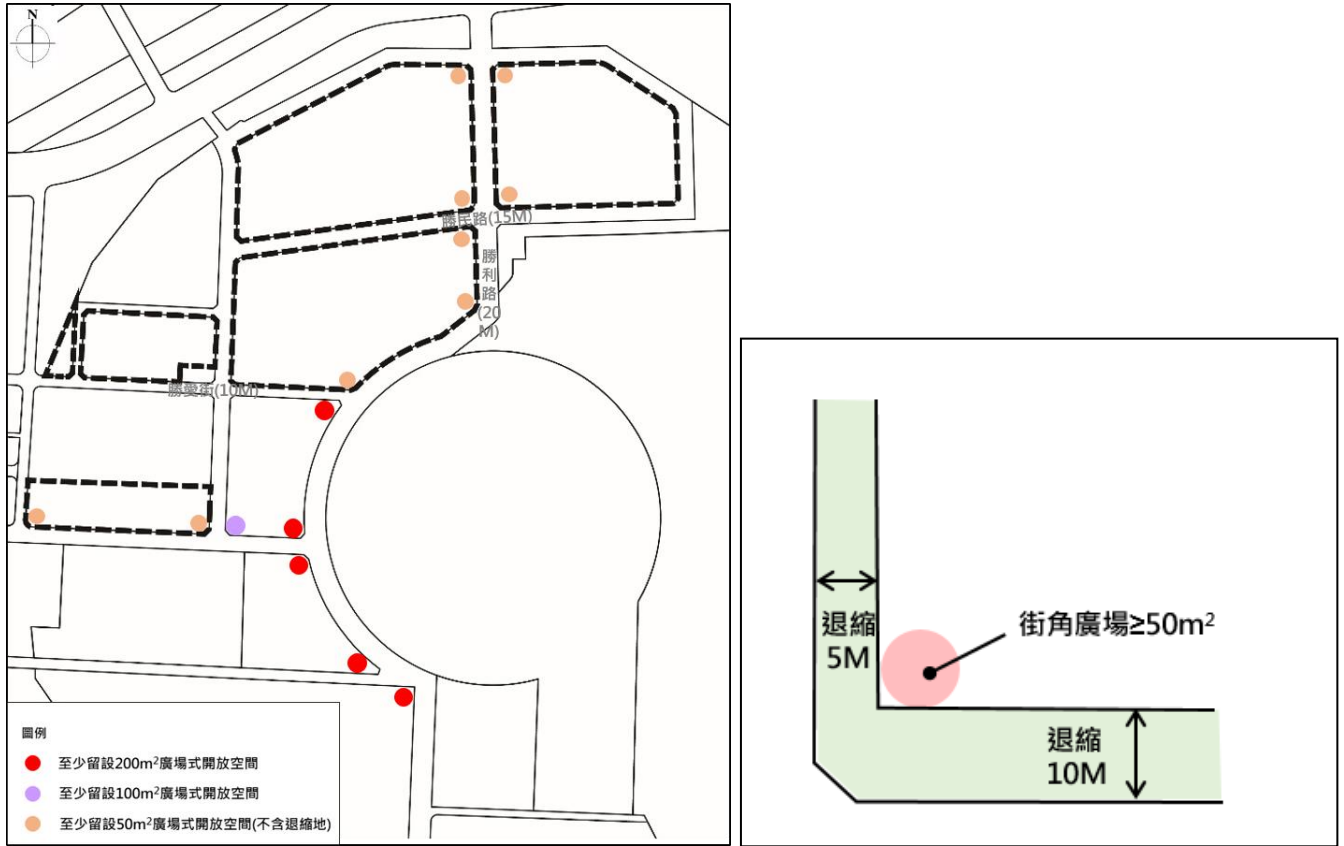 N
勝民路(15M)
勝
利
路
(20
M)
勝愛街(10M)
圖例
至少留設200m²廣場式開放空間
至少留設100m²廣場式開放空間
至少留設50m²廣場式開放空間(不含退縮地)
退縮
5M
街角廣場≥50m²
退縮
10M